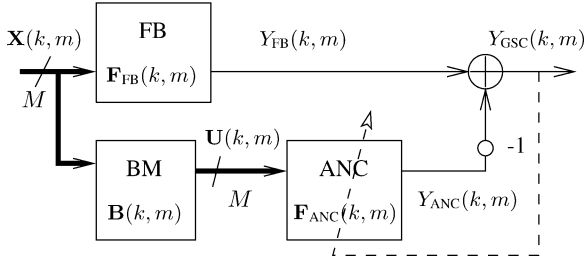 FB
X(k, m)
Y_FB(k, m)
Y_GSC(k, m)
F_FB(k, m)
M
U(k, m)
-1
BM
ANC
M
B(k, m)
F_ANC(k, m)
Y_ANC(k, m)